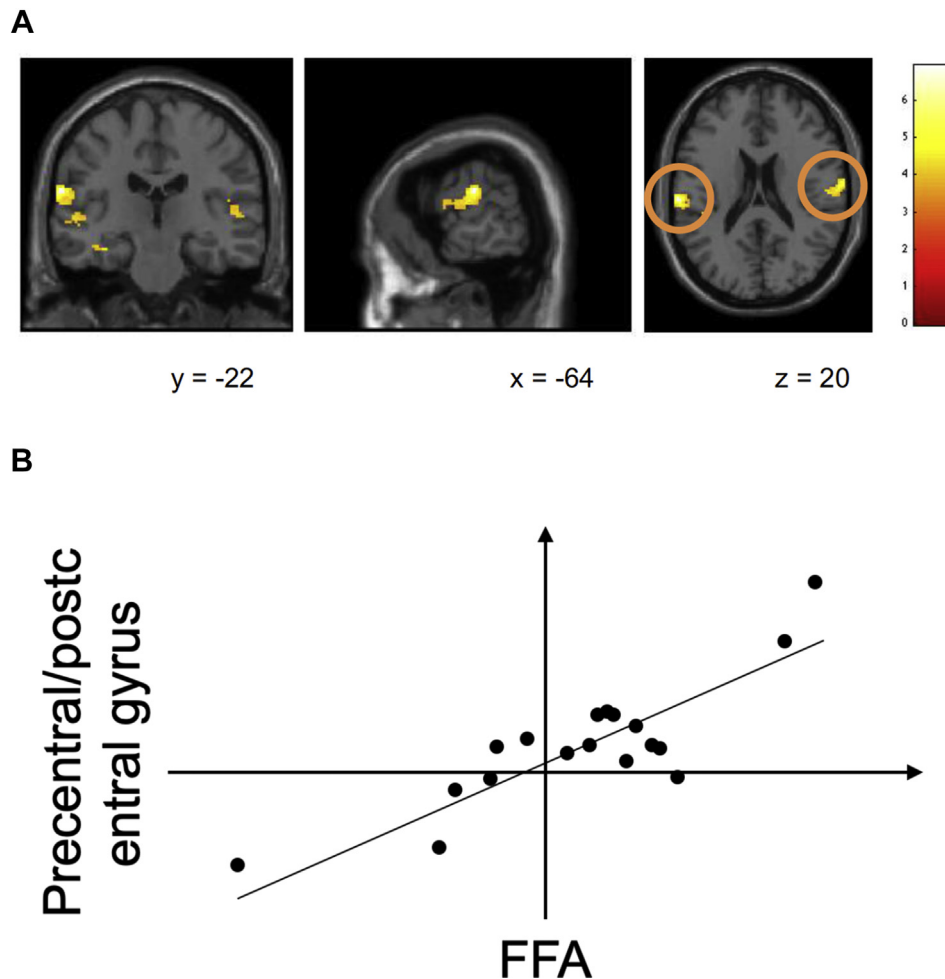 A
6
5
4
3
2
1
0
y = -22
x = -64
z = 20
B
Precentral/postc
entral gyrus
FFA